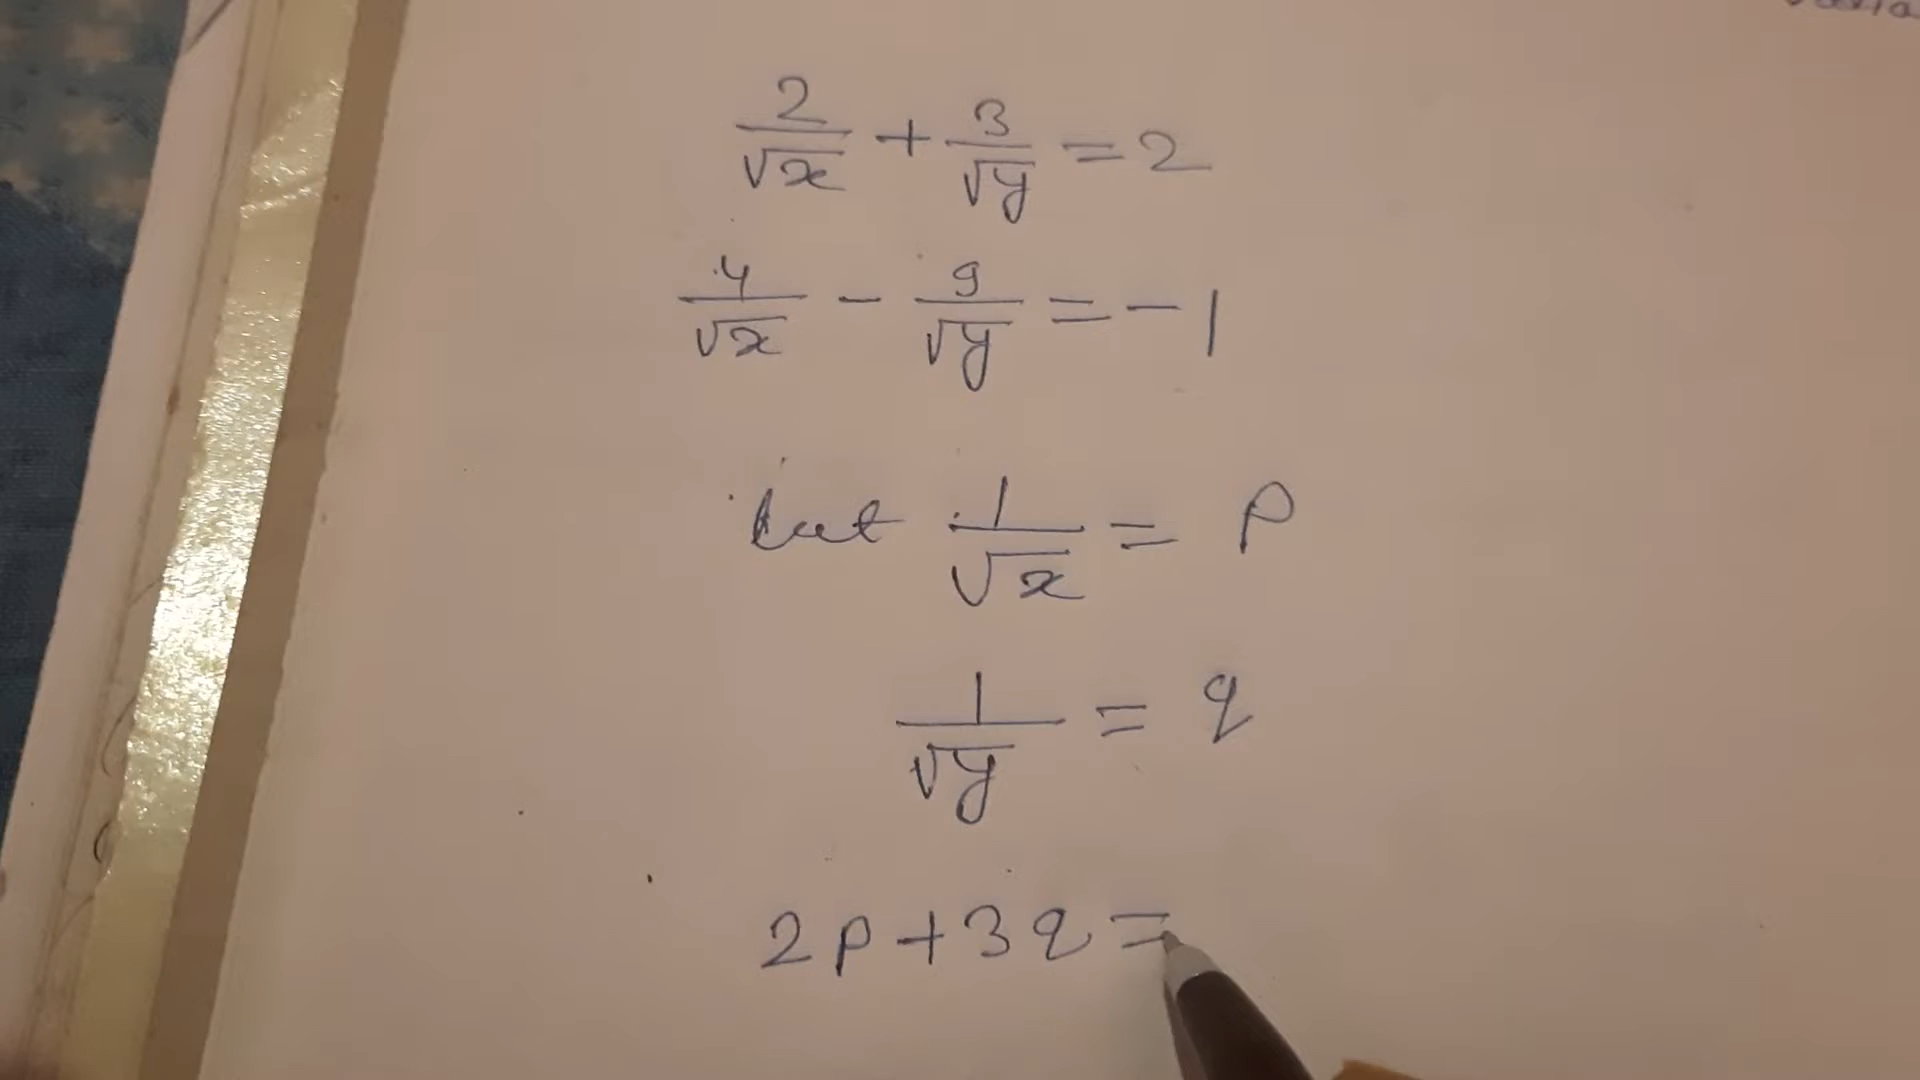 2/√x + 3/√y = 2
4/√x - 9/√y = -1
Let 1/√x = p
1/√y = q
2p + 3q =